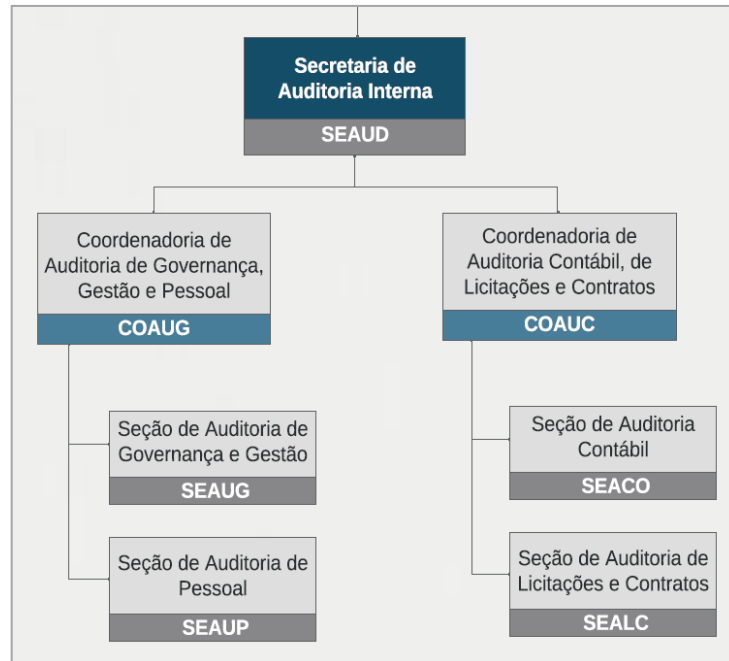 Secretaria de
Auditoria Interna
SEAUD
Coordenadoria de
Auditoria de Governança,
Gestão e Pessoal
COAUG
Coordenadoria de
Auditoria Contábil, de
Licitações e Contratos
COAUC
Seção de Auditoria de
Governança e Gestão
SEAUG
Seção de Auditoria
Contábil
SEACO
Seção de Auditoria de
Pessoal
SEAUP
Seção de Auditoria de
Licitações e Contratos
SEALC